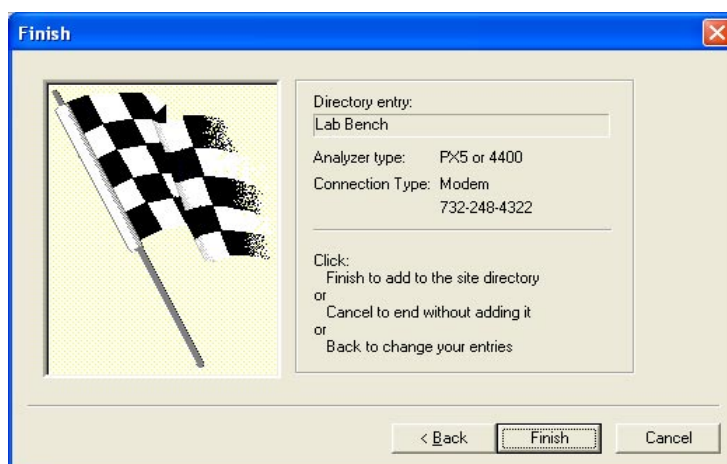 Finish
Directory entry:
Lab Bench
Analyzer type: PX5 or 4400
Connection Type: Modem
732-248-4322
Click:
Finish to add to the site directory
or
Cancel to end without adding it
or
Back to change your entries
< Back
Finish
Cancel